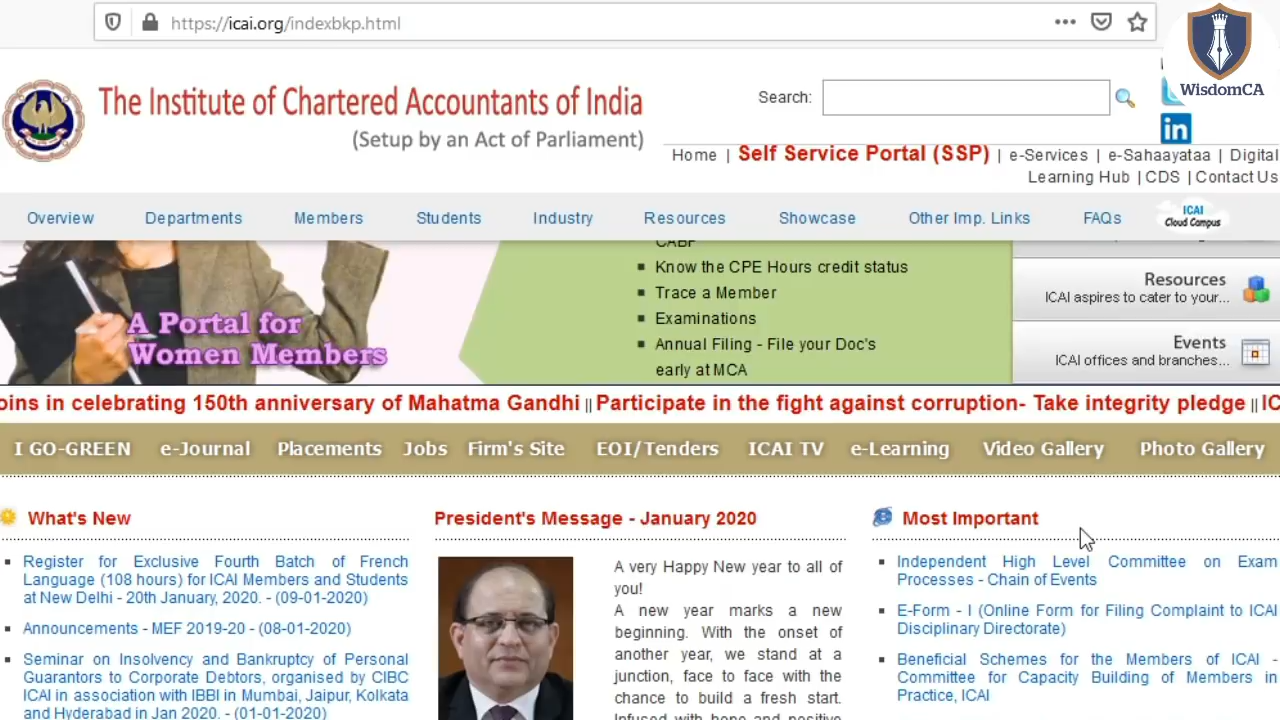 https://icai.org/indexbkp.html
WisdomCA
The Institute of Chartered Accountants of India
(Setup by an Act of Parliament)
Search:
in
Home | Self Service Portal (SSP) | e-Services | e-Sahaayataa | Digital
Learning Hub | CDS | Contact Us
Overview Departments Members Students Industry Resources Showcase Other Imp. Links FAQs ICAI Cloud Campus
A Portal for
Women Members
CABF
Know the CPE Hours credit status
Trace a Member
Examinations
Annual Filing - File your Doc's
early at MCA
Resources
ICAI aspires to cater to your...
Events
ICAI offices and branches...
oins in celebrating 150th anniversary of Mahatma Gandhi || Participate in the fight against corruption- Take integrity pledge || IC
I GO-GREEN e-Journal Placements Jobs Firm's Site EOI/Tenders ICAI TV e-Learning Video Gallery Photo Gallery
What's New
Register for Exclusive Fourth Batch of French
Language (108 hours) for ICAI Members and Students
at New Delhi - 20th January, 2020. - (09-01-2020)
Announcements - MEF 2019-20 - (08-01-2020)
Seminar on Insolvency and Bankruptcy of Personal
Guarantors to Corporate Debtors, organised by CIBC
ICAI in association with IBBI in Mumbai, Jaipur, Kolkata
and Hyderabad in Jan 2020. - (01-01-2020)
President's Message - January 2020
A very Happy New year to all of
you!
A new year marks a new
beginning. With the onset of
another year, we stand at a
junction, face to face with the
chance to build a fresh start.
Infused with hope and positive
Most Important
Independent High Level Committee on Exam
Processes - Chain of Events
E-Form - I (Online Form for Filing Complaint to ICAI
Disciplinary Directorate)
Beneficial Schemes for the Members of ICAI -
Committee for Capacity Building of Members in
Practice, ICAI